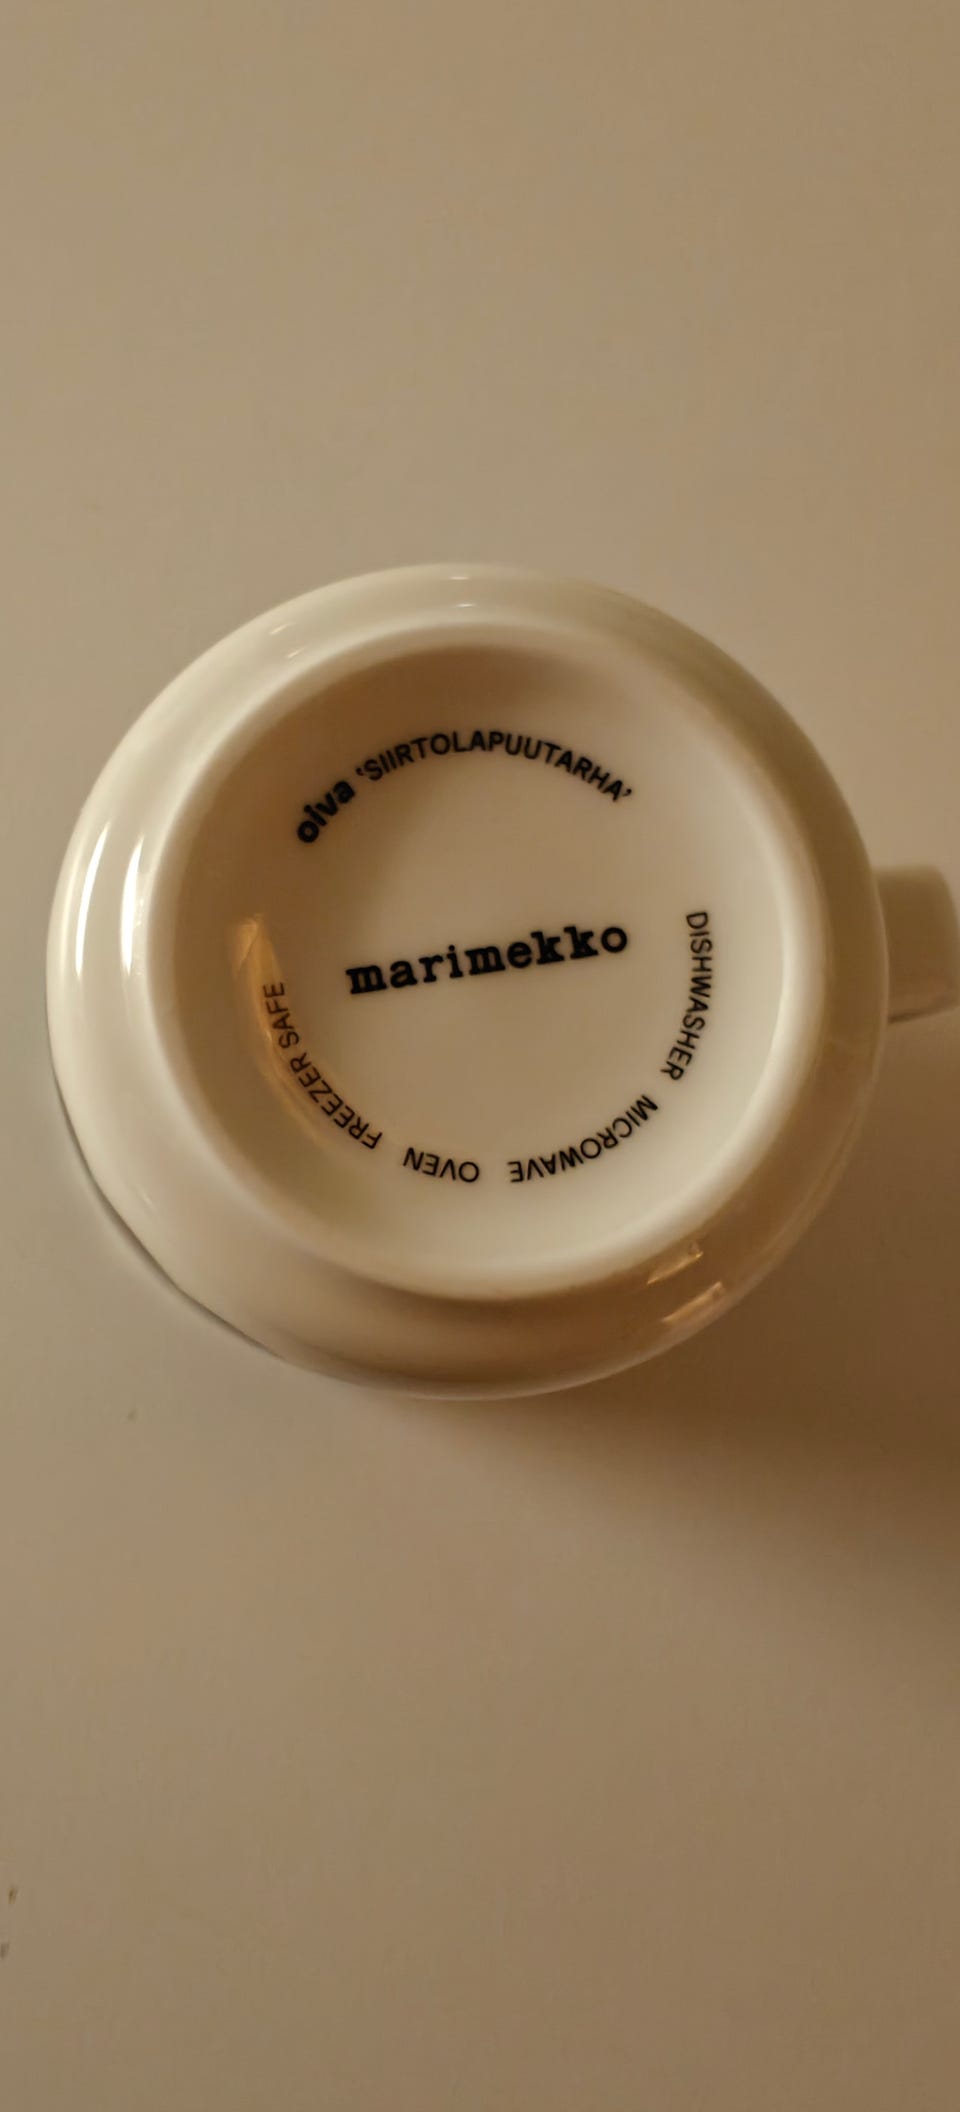 oiva ‘SIIRTOLAPUUTARHA’
marimekko
DISHWASHER MICROWAVE OVEN FREEZER SAFE